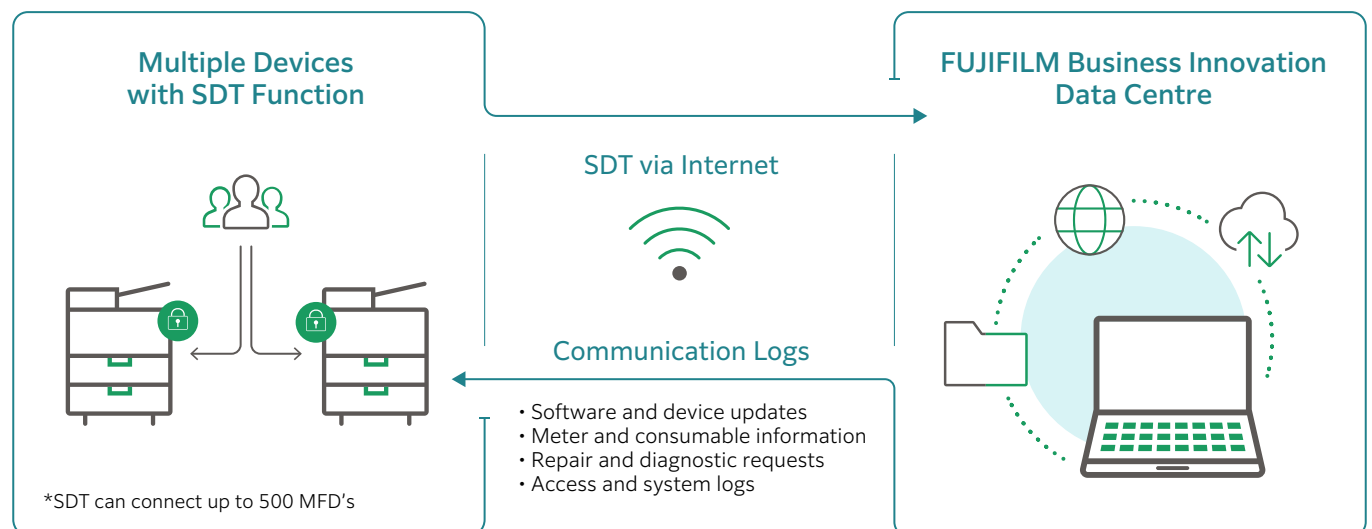 Multiple Devices
with SDT Function
*SDT can connect up to 500 MFD's
SDT via Internet
Communication Logs
• Software and device updates
• Meter and consumable information
• Repair and diagnostic requests
• Access and system logs
FUJIFILM Business Innovation
Data Centre